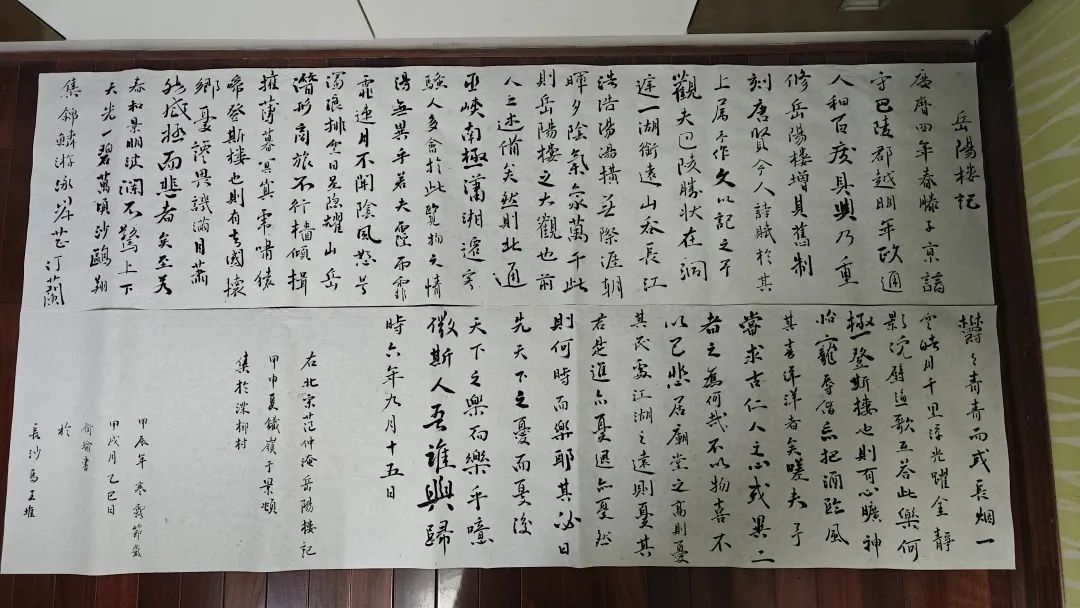 岳陽樓記
慶曆四年春滕子京謫
守巴陵郡越明年政通
人和百廢具興乃重
修岳陽樓增其舊制
刻唐賢今人詩賦於其
上属予作文以記之予
觀夫巴陵勝状在洞
庭一湖銜遠山吞長江
浩浩湯湯橫無際涯朝
暉夕陰氣象萬千此
則岳陽樓之大觀也前
人之述備矣然則北通
巫峽南極瀟湘遷客
騷人多會於此覽物之情
得無異乎若夫霪雨霏
霏連月不開陰風怒号
濁浪排空日星隐耀山岳
潛形商旅不行檣傾楫
摧薄暮冥冥虎嘯猿
啼登斯樓也則有去國懷
鄉憂讒畏譏滿目蕭
然感極而悲者矣至若
春和景明波瀾不驚上下
天光一碧萬頃沙鷗翔
集錦鱗游泳岸芷汀蘭
欝々青青而或長烟一
空皓月千里浮光躍金靜
影沉璧漁歌互答此樂何
極登斯樓也則有心曠神
怡寵辱偕忘把酒臨風
其喜洋洋者矣嗟夫予
嘗求古仁人之心或異二
者之為何哉不以物喜不
以己悲居廟堂之高則憂
其民處江湖之遠則憂其
君是進亦憂退亦憂然
則何時而樂耶其必曰
先天下之憂而憂後
天下之樂而樂乎噫
微斯人吾誰與歸
時六年九月十五日
右北宋范仲淹岳陽樓記
甲申夏鐵嶺于景頫
集於深柳村
甲辰年寒露節氣
甲戌月乙巳日
俞瑜書
於
長沙馬王堆